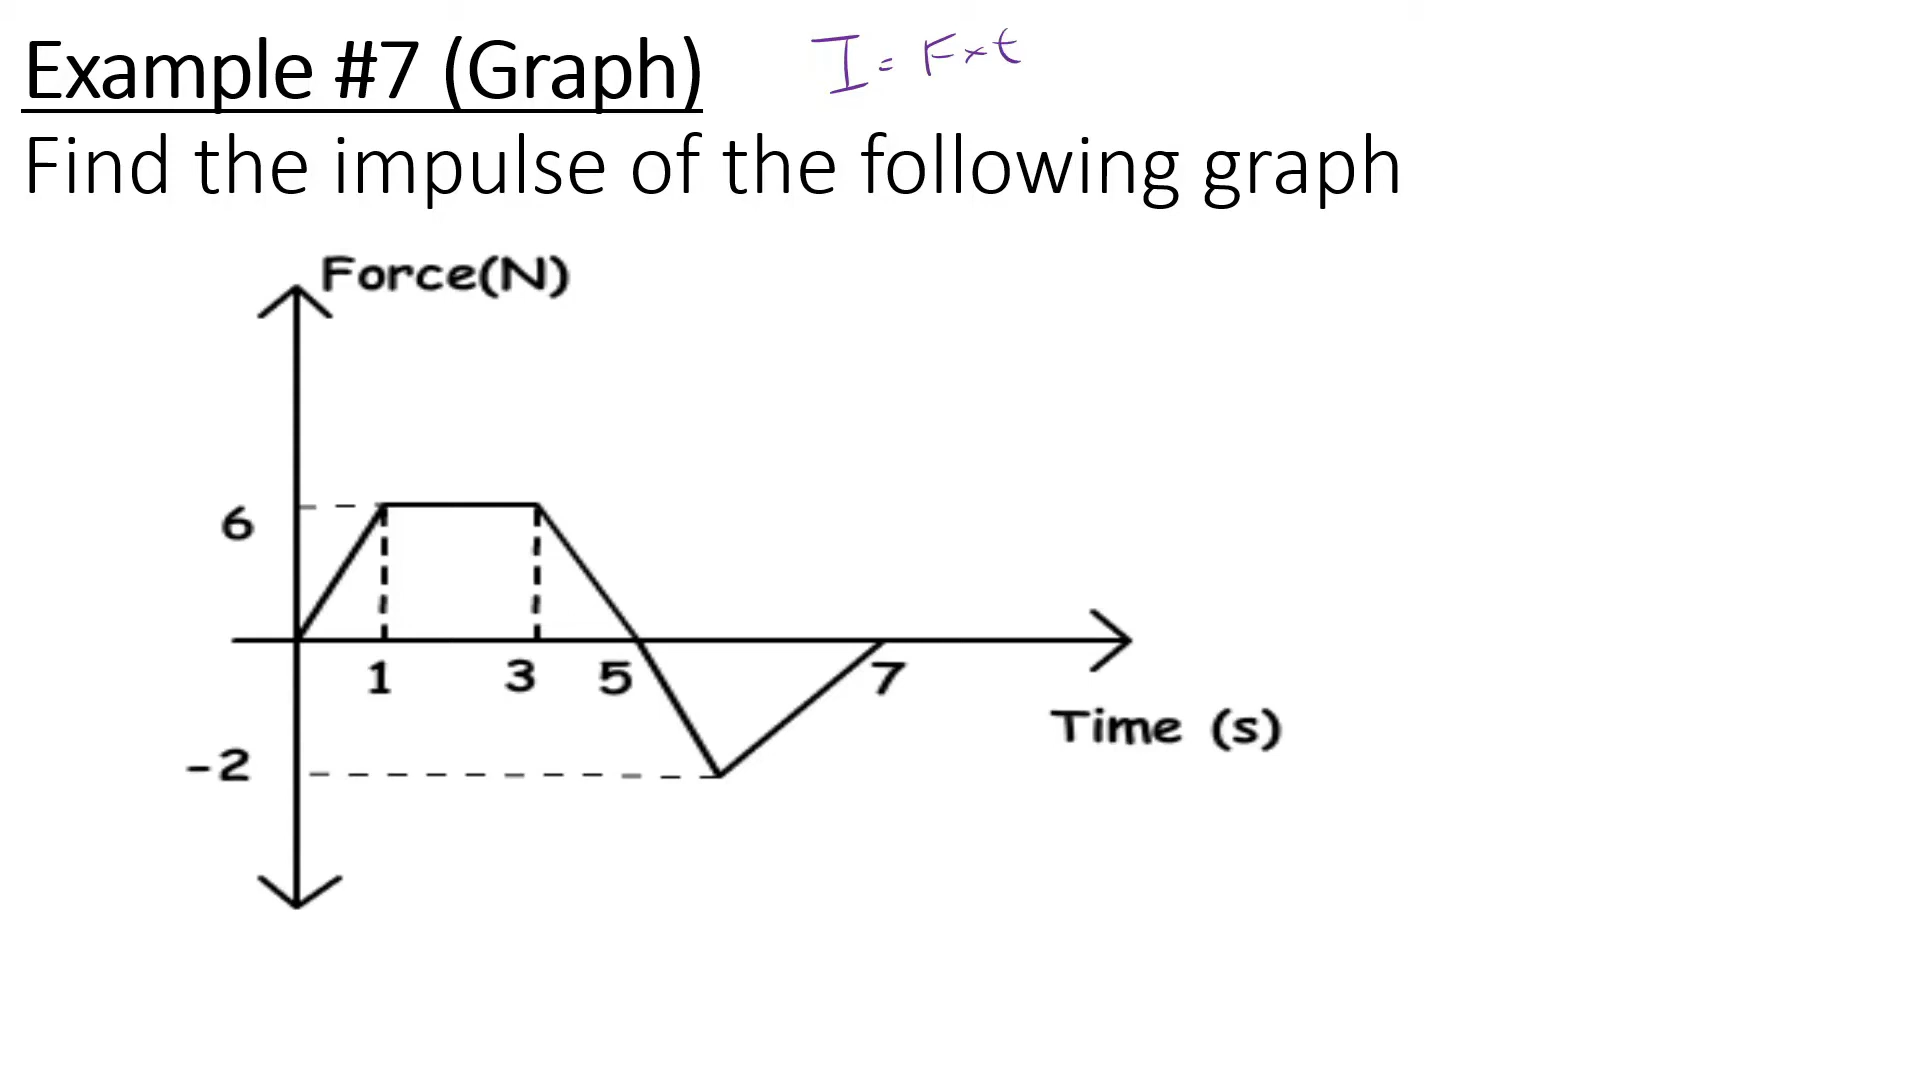 Example #7 (Graph) I = F×t
Find the impulse of the following graph
Force(N)
6
1 3 5 7
Time (s)
-2